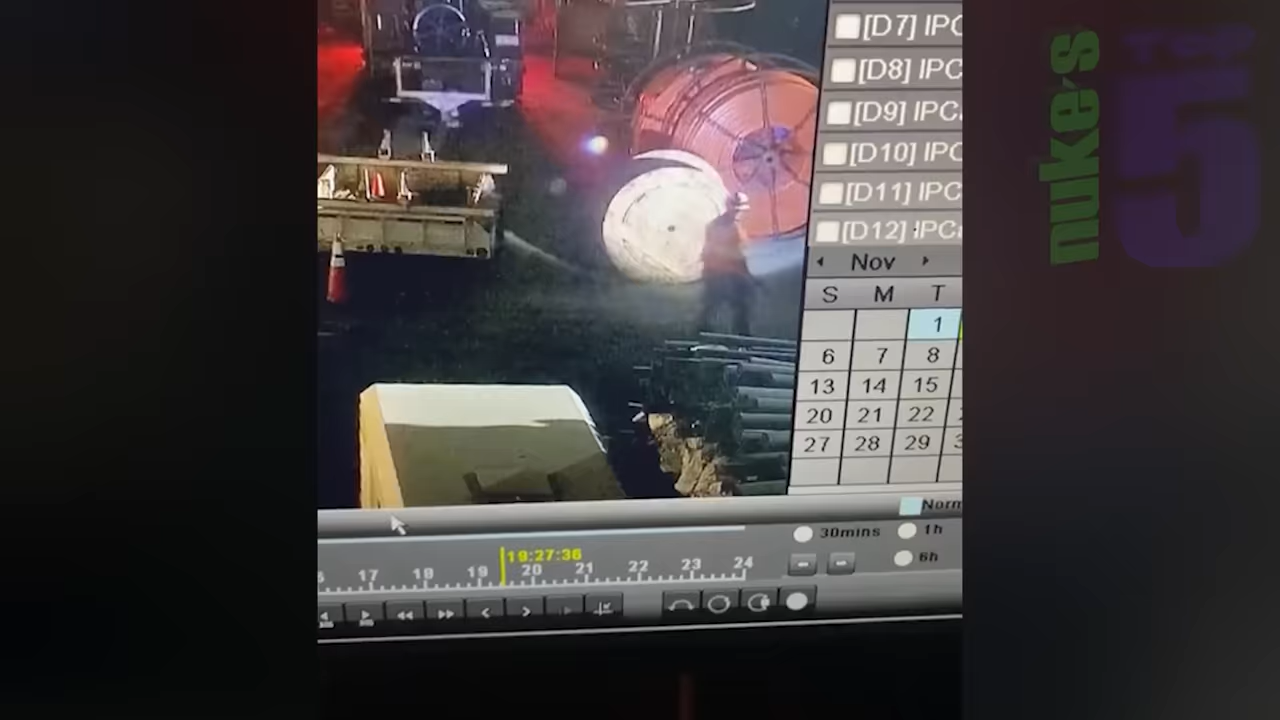 [D7] IPC
[D8] IPC
[D9] IPC
[D10] IPC
[D11] IPC
[D12] IPCa
Nov
S M T
1
6 7 8
13 14 15
20 21 22
27 28 29
Norm
30mins 1h
6h
19:27:36
17 18 19 20 21 22 23 24
nuke's
5